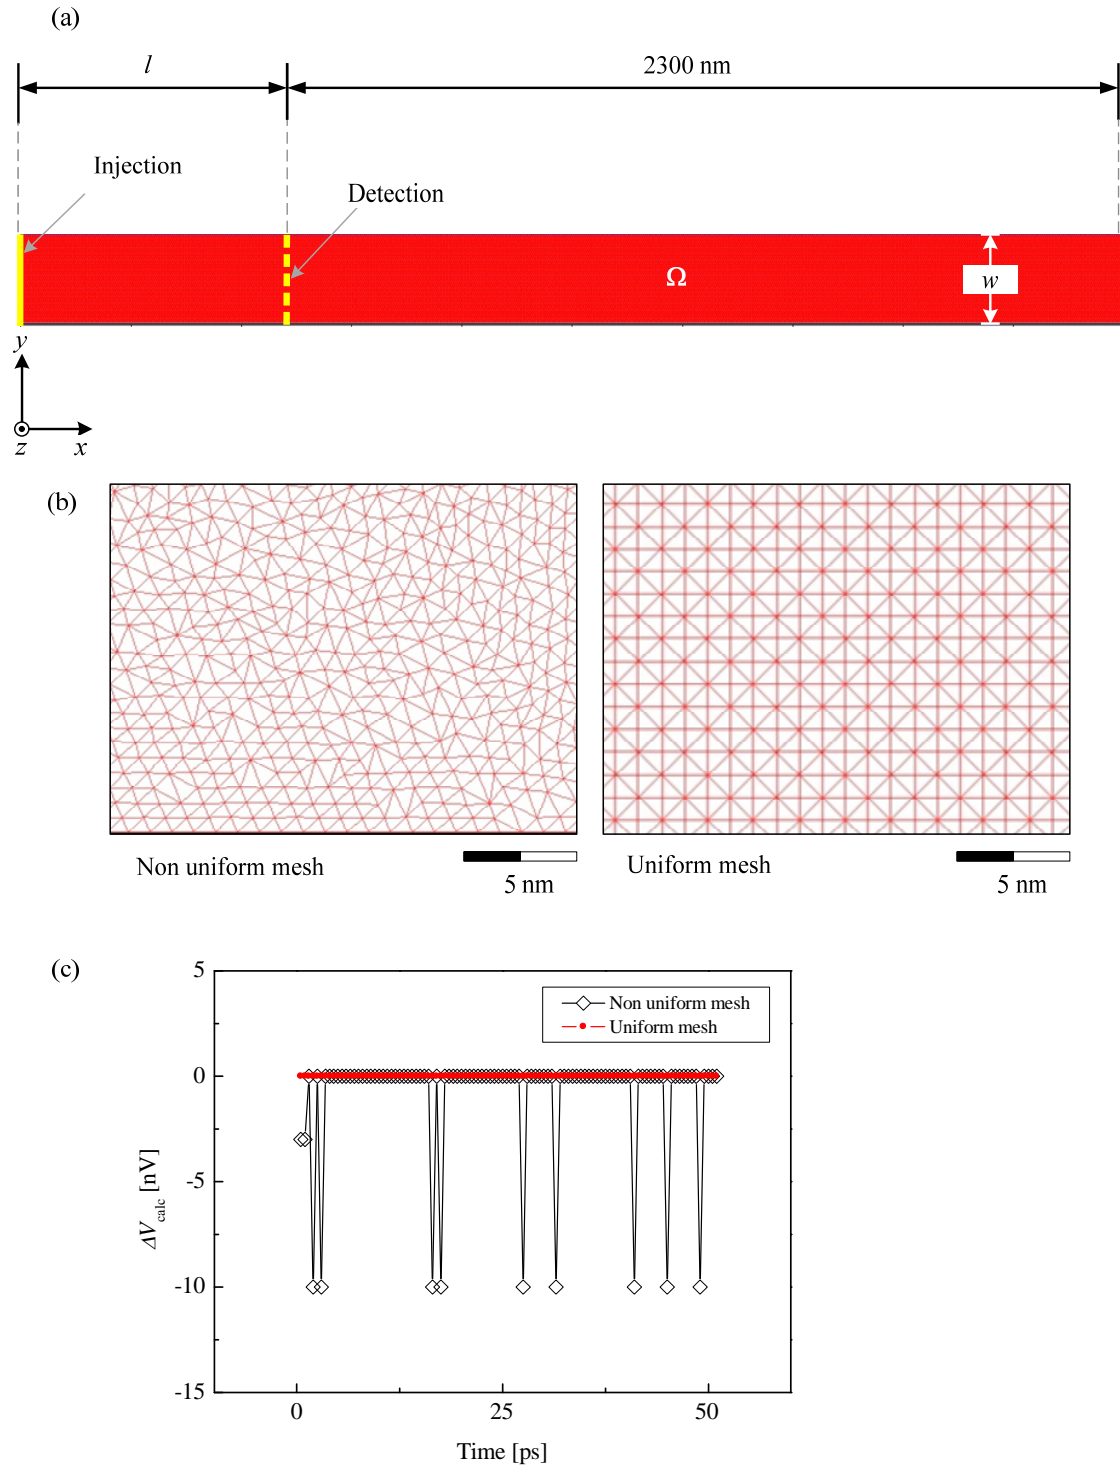 (a)
l
2300 nm
Injection
Detection
Ω
w
y
z
x
(b)
Non uniform mesh
5 nm
Uniform mesh
5 nm
(c)
5
0
-5
-10
-15
ΔVcalc [nV]
Non uniform mesh
Uniform mesh
0
25
50
Time [ps]